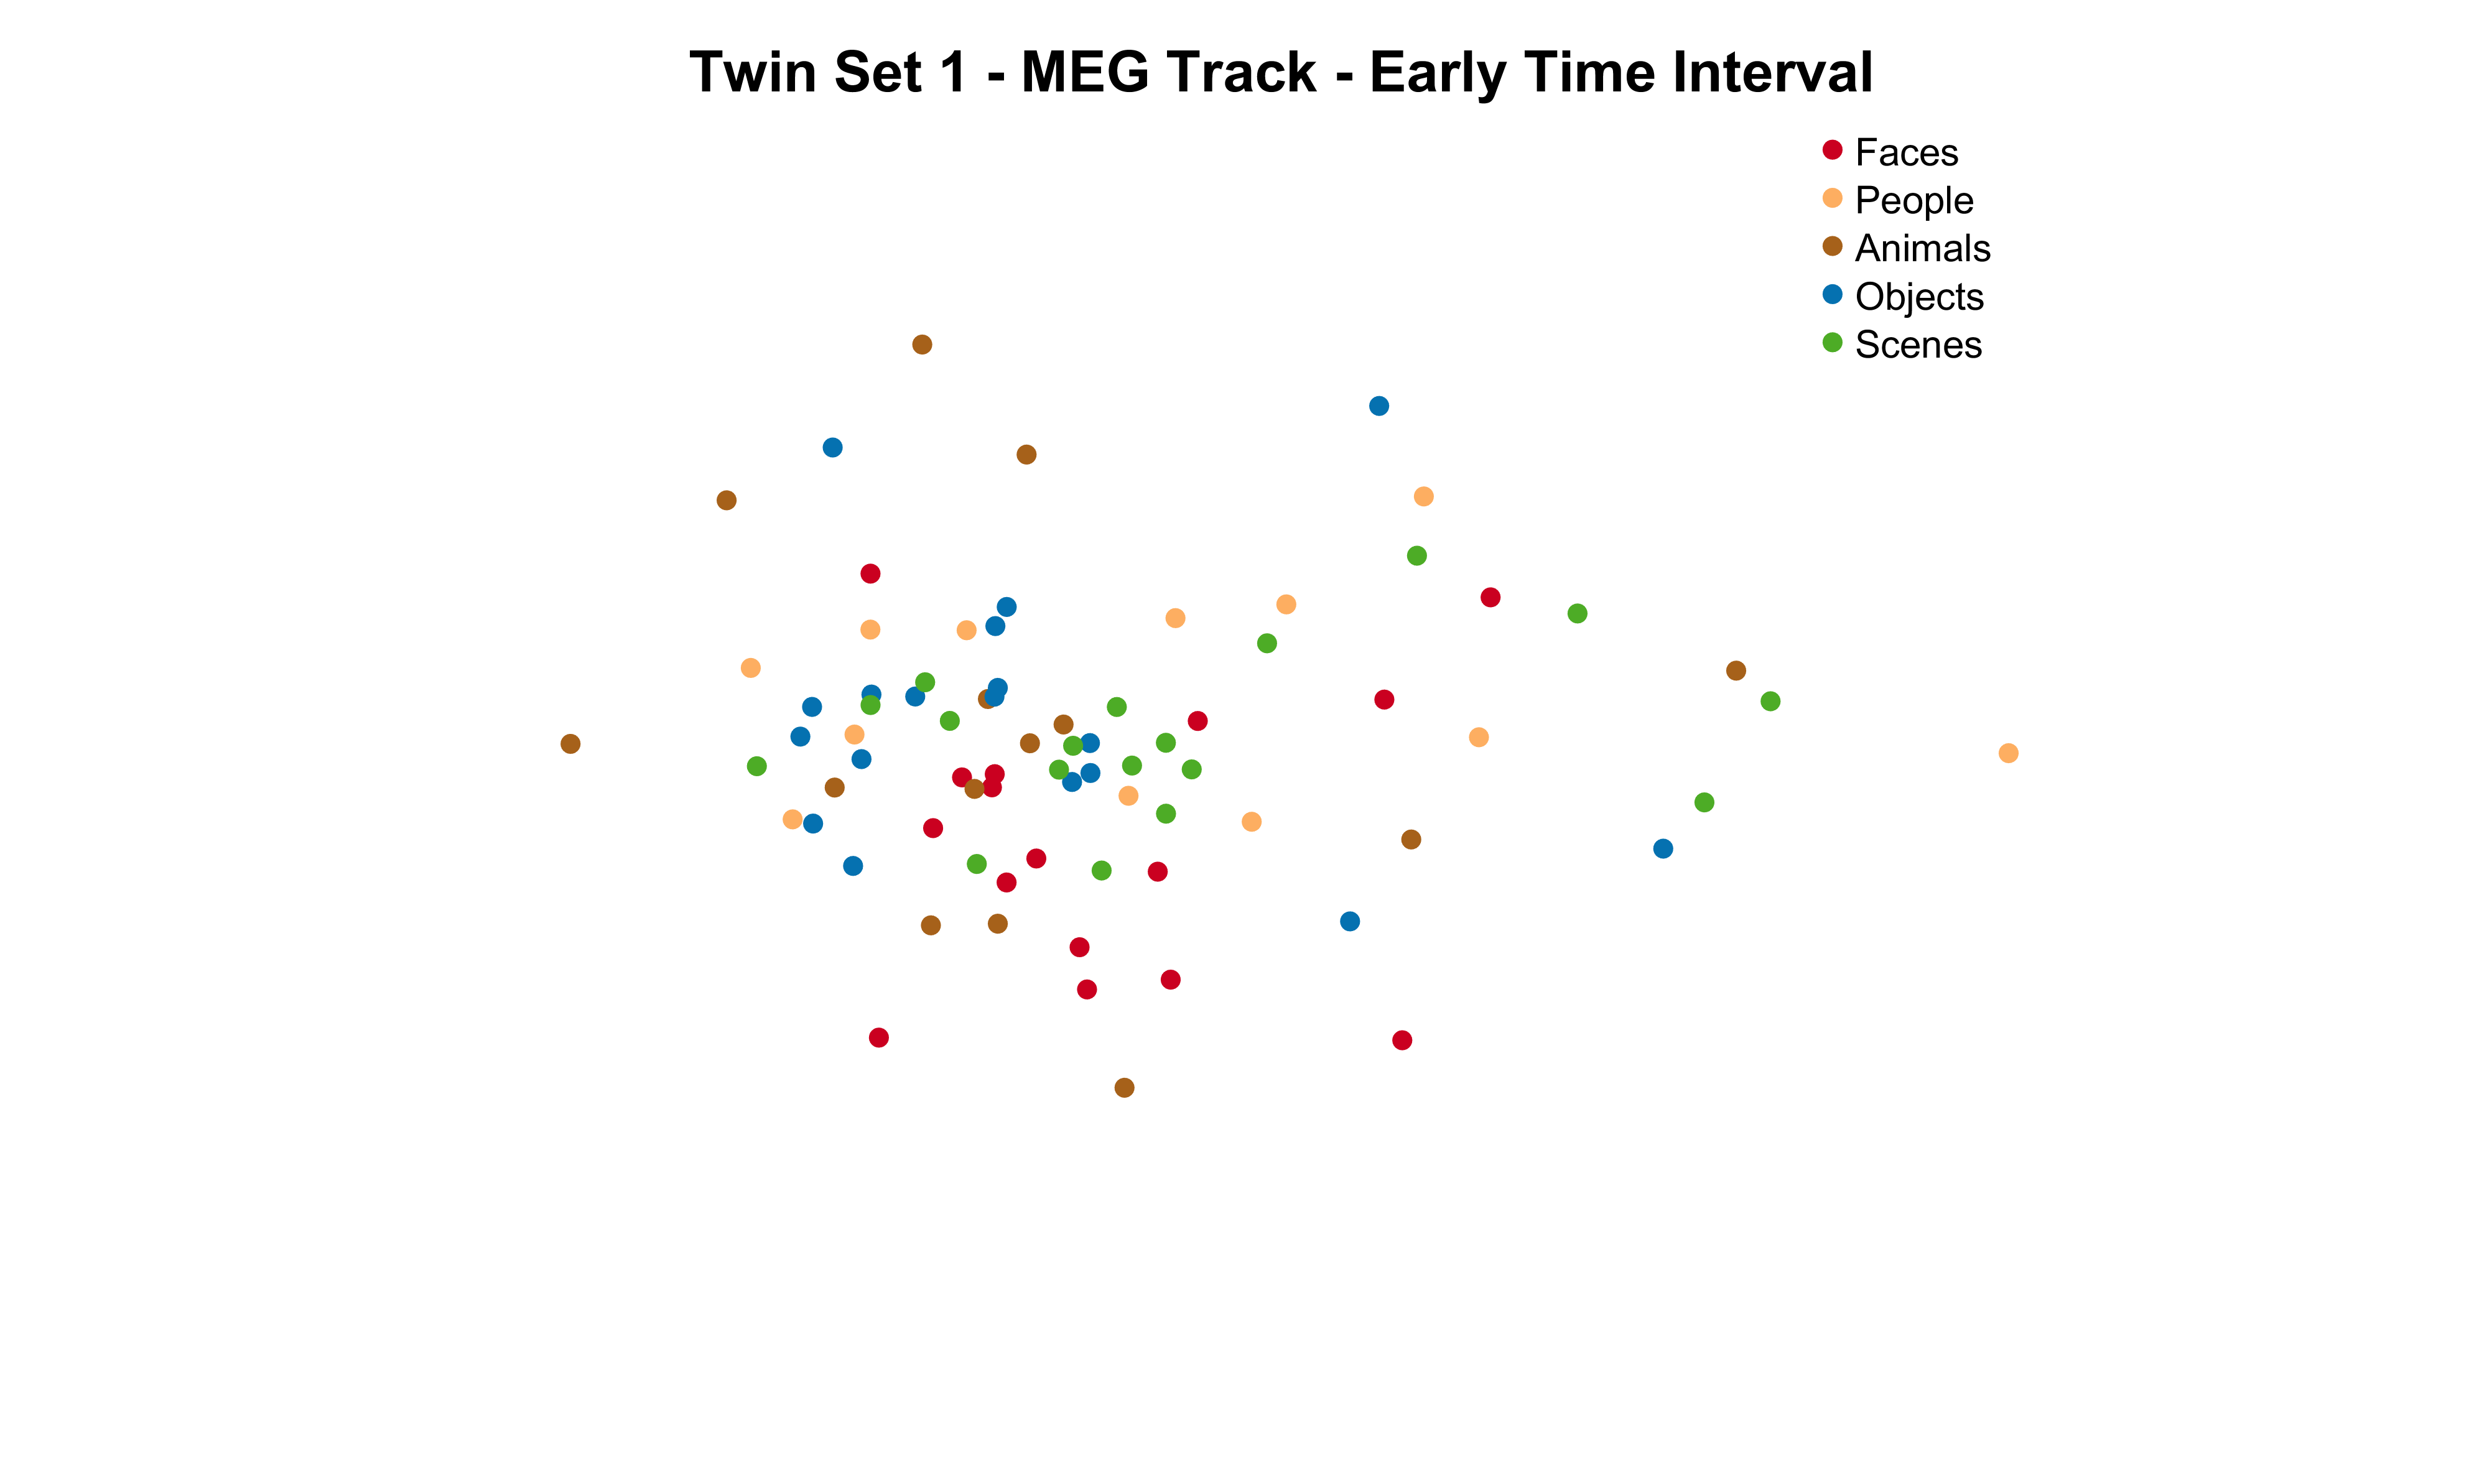 Twin Set 1 - MEG Track - Early Time Interval
Faces
People
Animals
Objects
Scenes